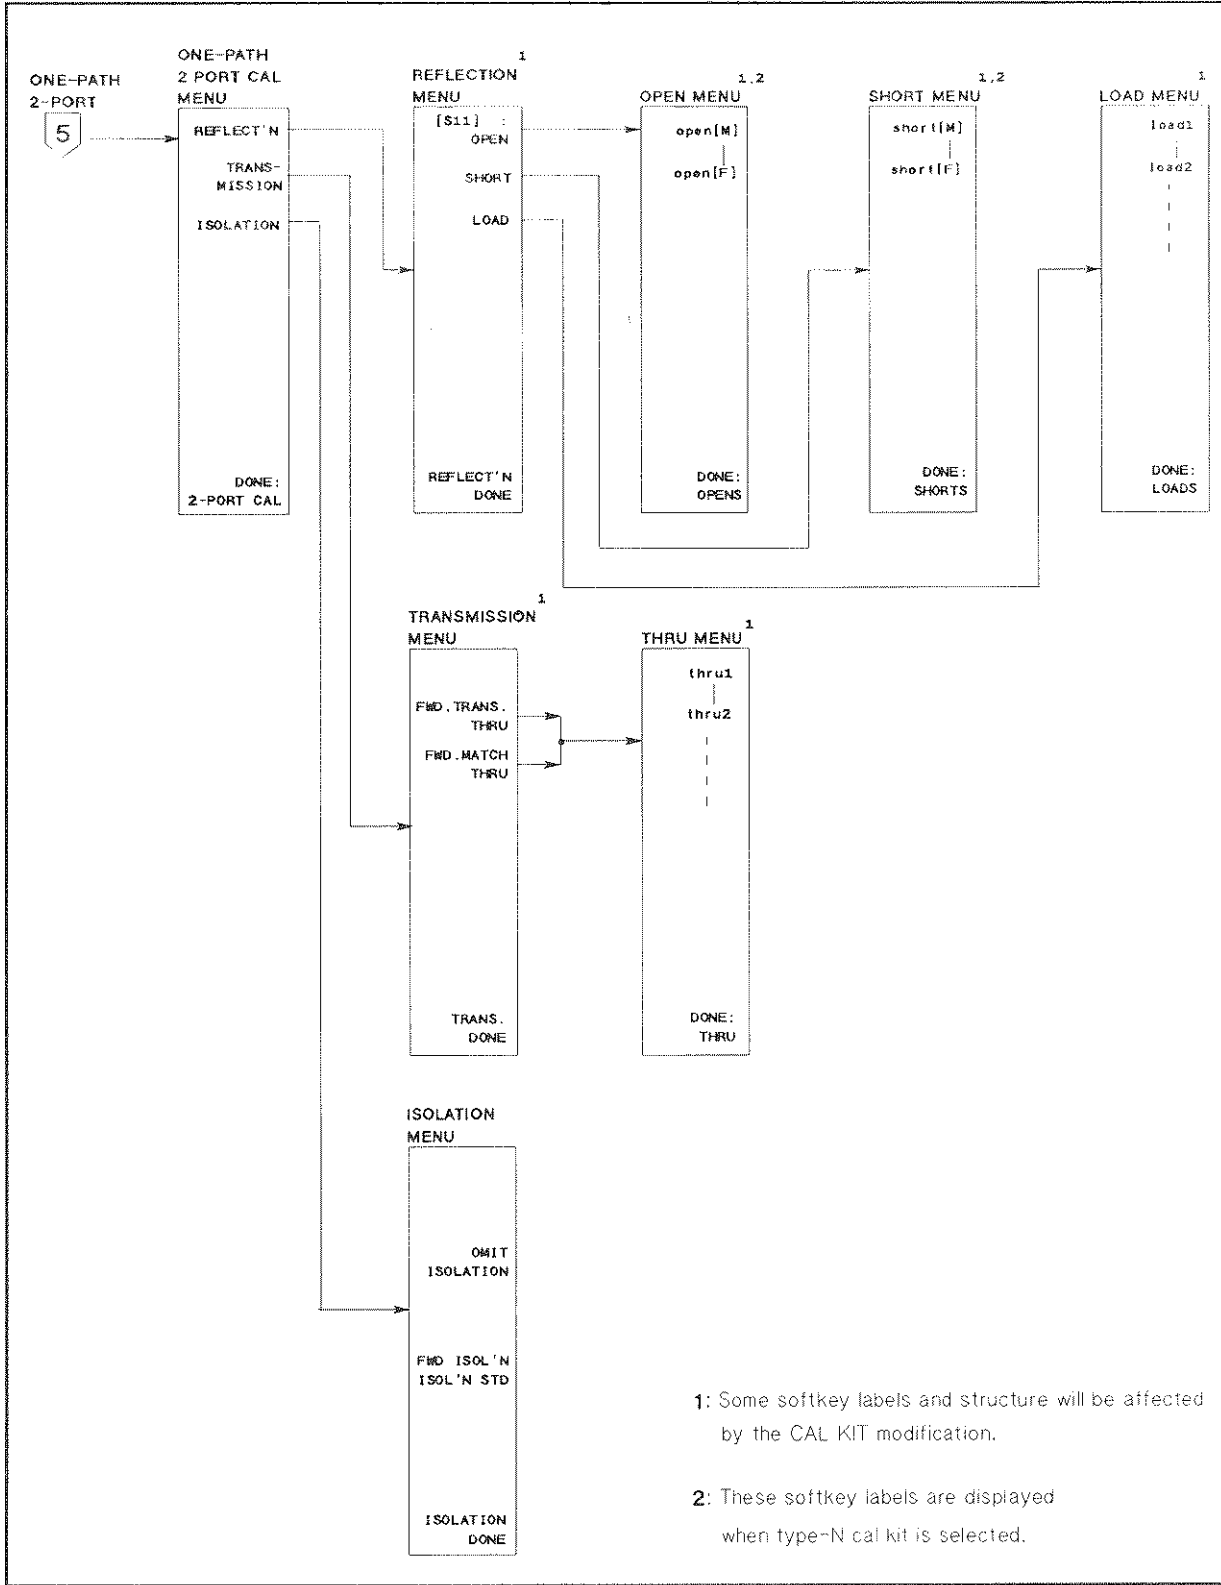 ONE-PATH
2-PORT
5
ONE-PATH
2 PORT CAL
MENU
REFLECT'N
TRANS-
MISSION
ISOLATION
DONE:
2-PORT CAL
1
REFLECTION
MENU
[S11] :
OPEN
SHORT
LOAD
REFLECT'N
DONE
1,2
OPEN MENU
open[M]
open[F]
DONE:
OPENS
1,2
SHORT MENU
short[M]
short[F]
DONE:
SHORTS
1
LOAD MENU
load1
load2
DONE:
LOADS
1
TRANSMISSION
MENU
FWD.TRANS.
THRU
FWD.MATCH
THRU
TRANS.
DONE
1
THRU MENU
thru1
thru2
DONE:
THRU
ISOLATION
MENU
OMIT
ISOLATION
FWD ISOL'N
ISOL'N STD
ISOLATION
DONE
1: Some softkey labels and structure will be affected
by the CAL KIT modification.
2: These softkey labels are displayed
when type-N cal kit is selected.